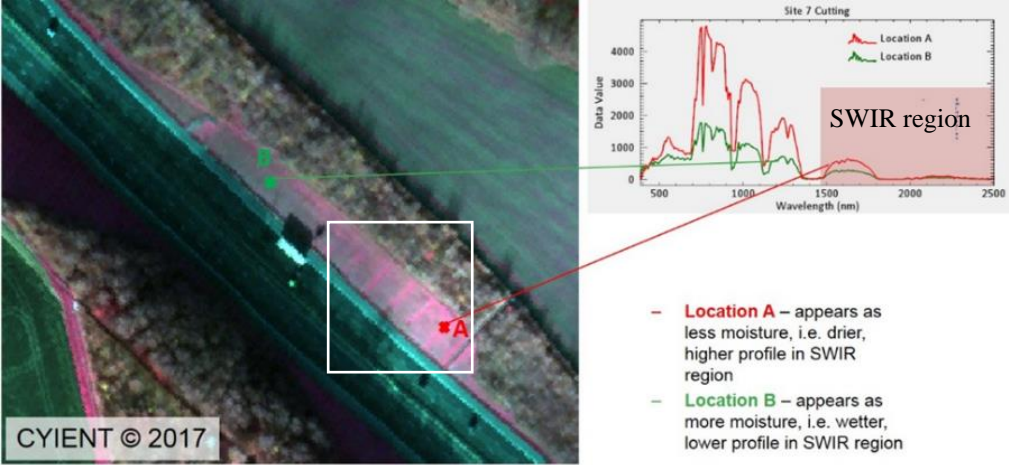 B
A
CYIENT © 2017
Site 7 Cutting
Location A
Location B
SWIR region
Data Value
4000
3000
2000
1000
0
500
1000
1500
2000
2500
Wavelength (nm)
– Location A – appears as
less moisture, i.e. drier,
higher profile in SWIR
region
– Location B – appears as
more moisture, i.e. wetter,
lower profile in SWIR region